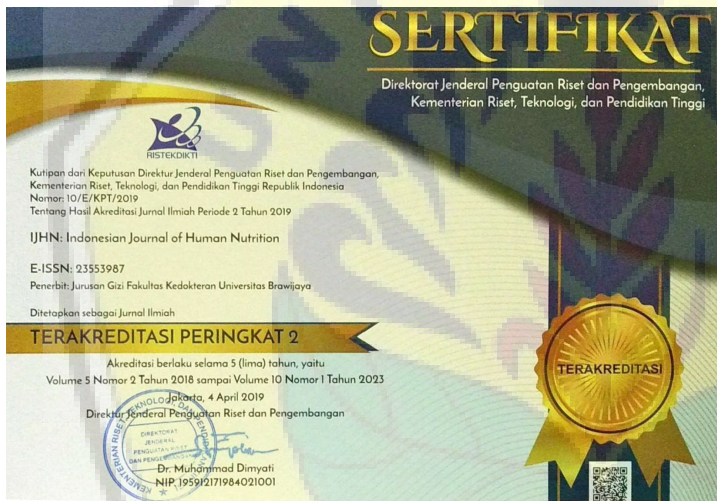 SERTIFIKAT
Direktorat Jenderal Penguatan Riset dan Pengembangan,
Kementerian Riset, Teknologi, dan Pendidikan Tinggi
RISTEKDIKTI
Kutipan dari Keputusan Direktur Jenderal Penguatan Riset dan Pengembangan,
Kementerian Riset, Teknologi, dan Pendidikan Tinggi Republik Indonesia
Nomor: 10/E/KPT/2019
Tentang Hasil Akreditasi Jurnal Ilmiah Periode 2 Tahun 2019
IJHN: Indonesian Journal of Human Nutrition
E-ISSN: 23553987
Penerbit: Jurusan Gizi Fakultas Kedokteran Universitas Brawijaya
Ditetapkan sebagai Jurnal Ilmiah
TERAKREDITASI PERINGKAT 2
TERAKREDITASI
Akreditasi berlaku selama 5 (lima) tahun, yaitu
Volume 5 Nomor 2 Tahun 2018 sampai Volume 10 Nomor 1 Tahun 2023
Jakarta, 4 April 2019
Direktur Jenderal Penguatan Riset dan Pengembangan
DIREKTORAT
JENDERAL
PENGUATAN RISET
DAN PENGEMBANGAN
Dr. Muhammad Dimyati
NIP. 195912171984021001